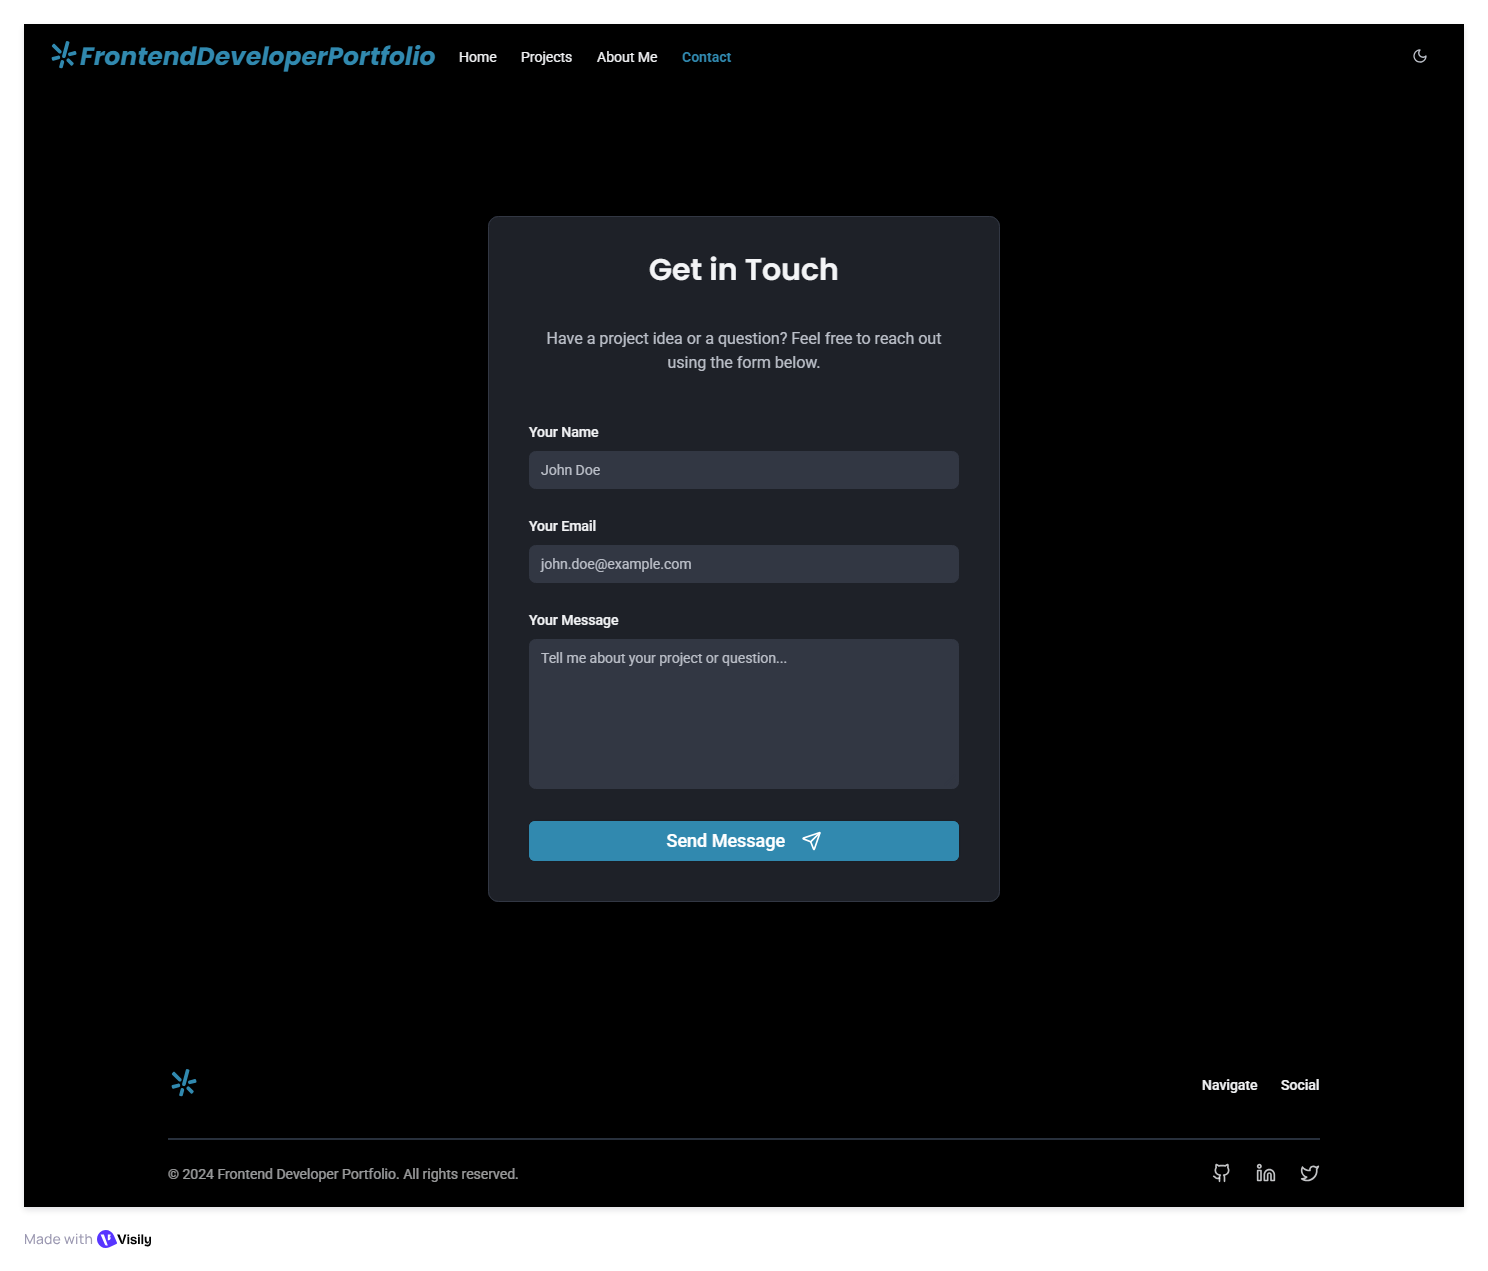 FrontendDeveloperPortfolio Home Projects About Me Contact
Get in Touch
Have a project idea or a question? Feel free to reach out
using the form below.
Your Name
John Doe
Your Email
john.doe@example.com
Your Message
Tell me about your project or question...
Send Message
Navigate Social
© 2024 Frontend Developer Portfolio. All rights reserved.
Made with Visily